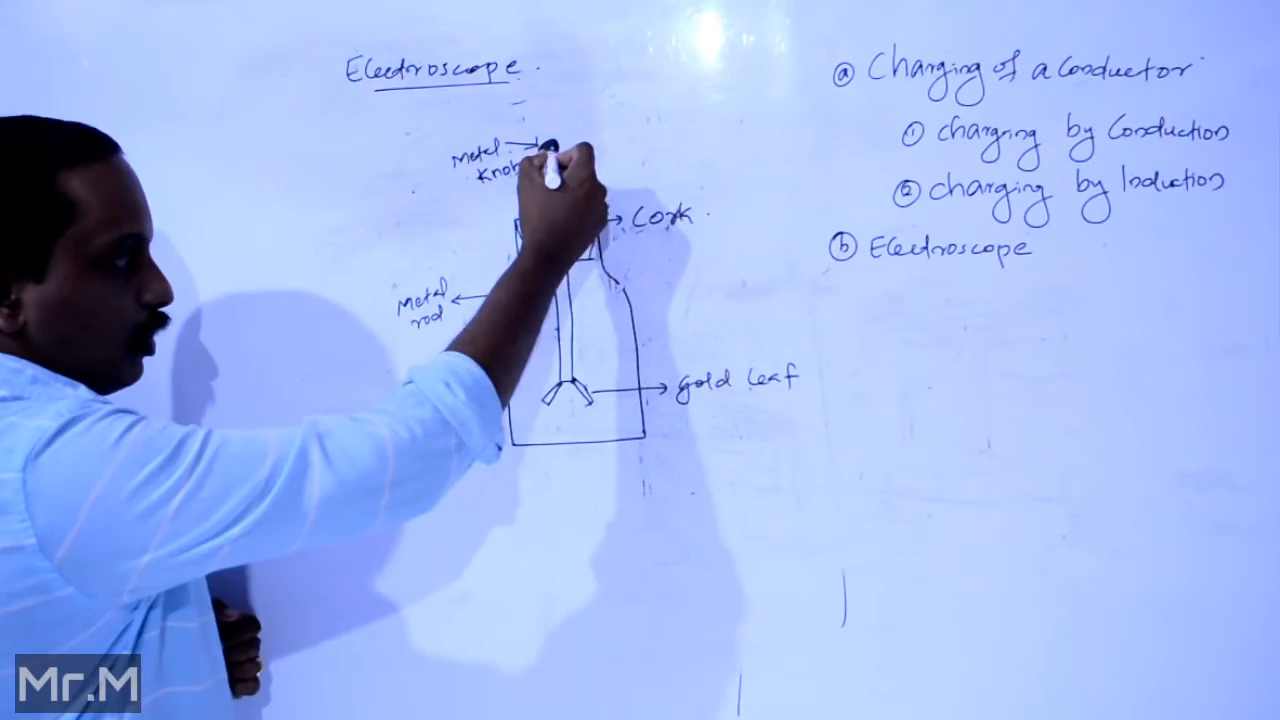 Electroscope.
Metal
Knob
Cork.
Metal
rod
Gold Leaf
ⓐ Charging of a Conductor
① Charging by Conduction
② Charging by Induction
ⓑ Electroscope
Mr.M